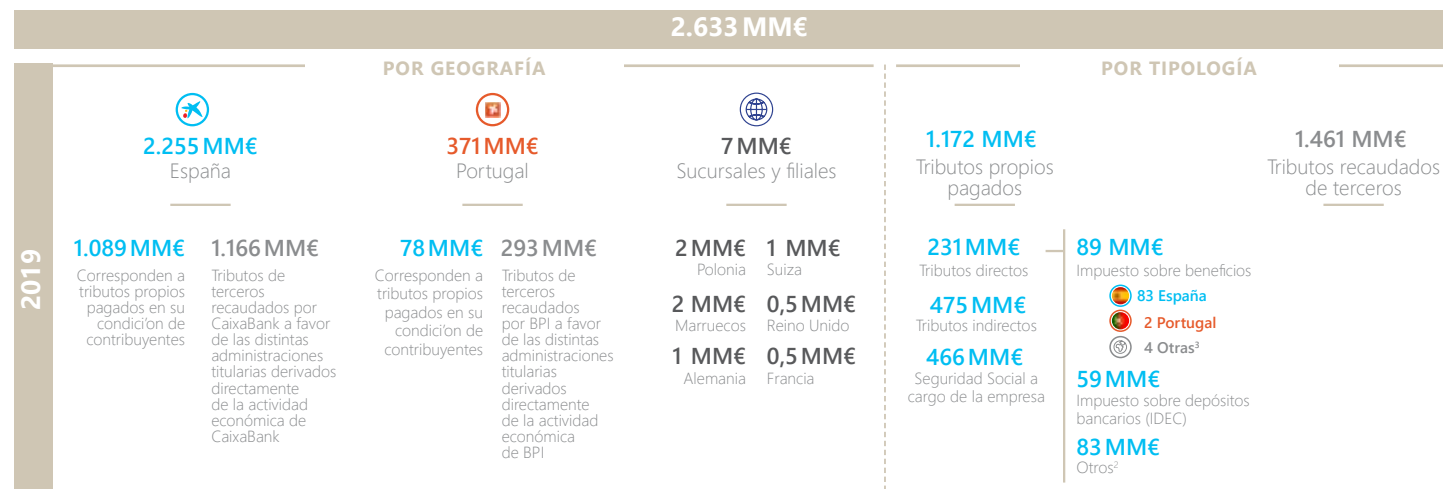 2.633 MM€
2019
POR GEOGRAFÍA
2.255 MM€
España
1.089 MM€
Corresponden a
tributos propios
pagados en su
condici'on de
contribuyentes
1.166 MM€
Tributos de
terceros
recaudados por
CaixaBank a favor
de las distintas
administraciones
titularias derivados
directamente
de la actividad
económica de
CaixaBank
371 MM€
Portugal
78 MM€
Corresponden a
tributos propios
pagados en su
condici'on de
contribuyentes
293 MM€
Tributos de
terceros
recaudados
por BPI a favor
de las distintas
administraciones
titularias
derivados
directamente
de la actividad
económica
de BPI
7 MM€
Sucursales y filiales
2 MM€
Polonia
1 MM€
Suiza
2 MM€
Marruecos
0,5 MM€
Reino Unido
1 MM€
Alemania
0,5 MM€
Francia
POR TIPOLOGÍA
1.172 MM€
Tributos propios
pagados
231 MM€
Tributos directos
475 MM€
Tributos indirectos
466 MM€
Seguridad Social a
cargo de la empresa
89 MM€
Impuesto sobre beneficios
83 España
2 Portugal
4 Otras³
59 MM€
Impuesto sobre depósitos
bancarios (IDEC)
83 MM€
Otros²
1.461 MM€
Tributos recaudados
de terceros